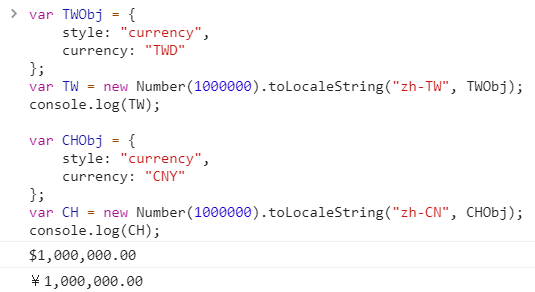 > var TWObj = {
    style: "currency",
    currency: "TWD"
};
var TW = new Number(1000000).toLocaleString("zh-TW", TWObj);
console.log(TW);

var CHObj = {
    style: "currency",
    currency: "CNY"
};
var CH = new Number(1000000).toLocaleString("zh-CN", CHObj);
console.log(CH);
$1,000,000.00
¥1,000,000.00